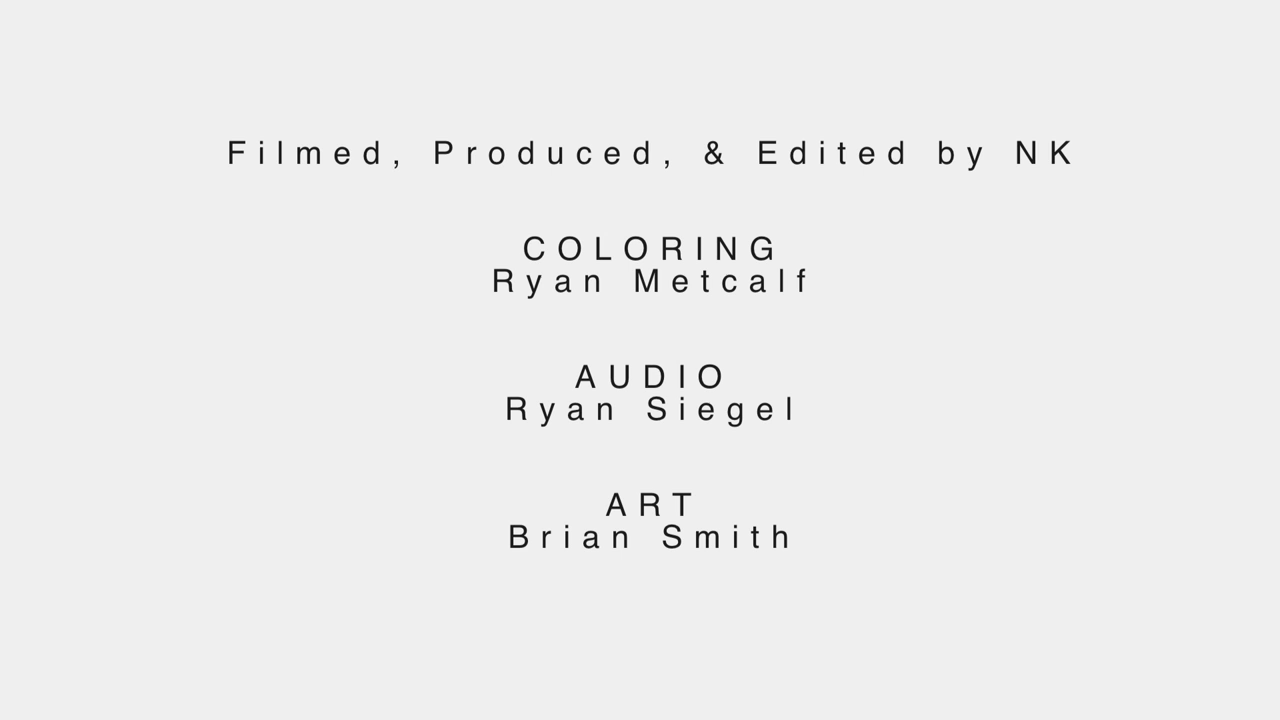 Filmed, Produced, & Edited by NK
COLORING
Ryan Metcalf
AUDIO
Ryan Siegel
ART
Brian Smith